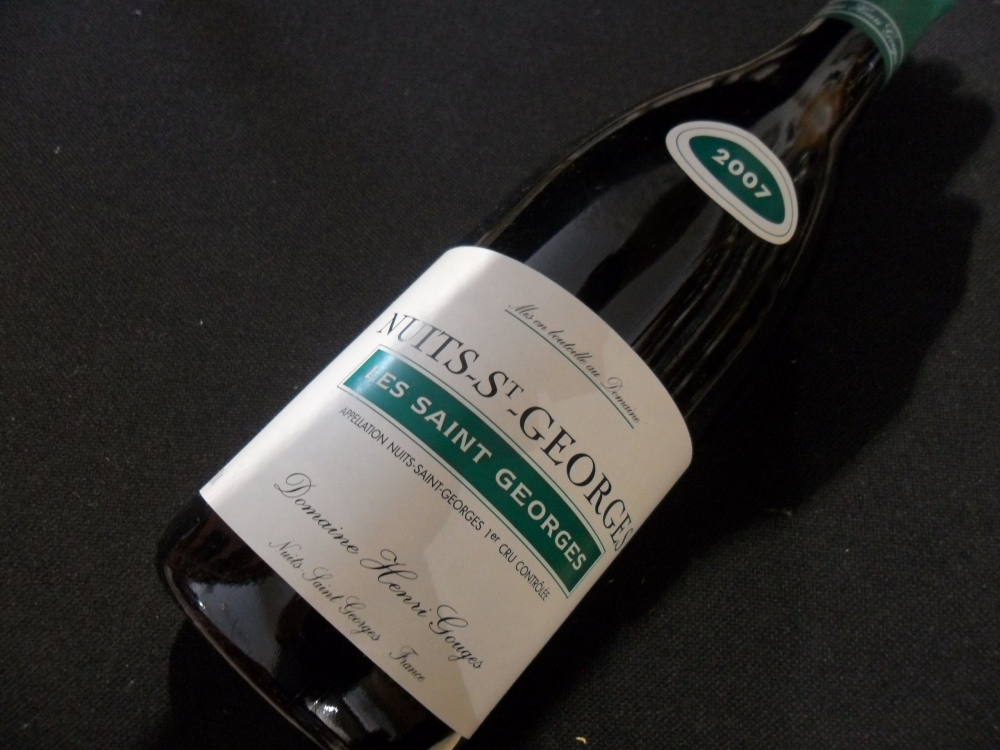 2007
Mis en bouteille au Domaine
NUITS-ST-GEORGES
LES SAINT GEORGES
APPELLATION NUITS-SAINT-GEORGES 1er CRU CONTRÔLÉE
Domaine Henri Gouges
Nuits-Saint Georges France